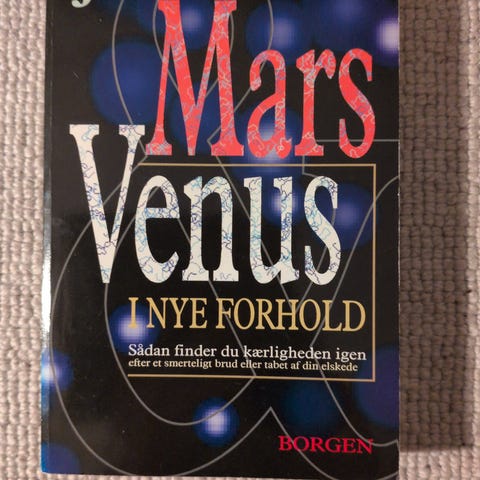 Mars
Venus
I NYE FORHOLD
Sådan finder du kærligheden igen
efter et smerteligt brud eller tabet af din elskede
BORGEN